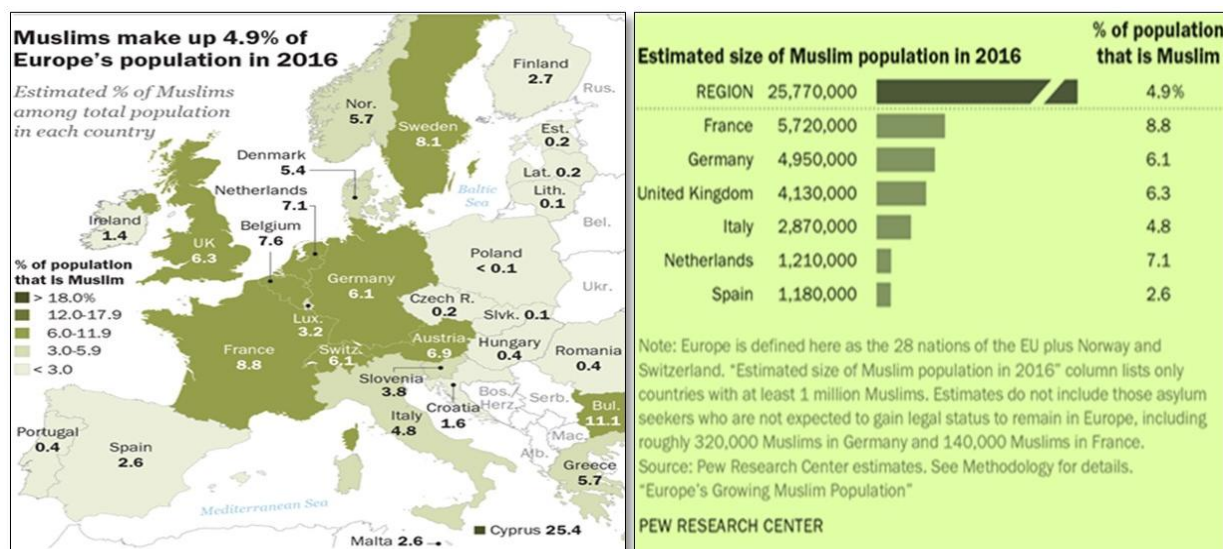 Muslims make up 4.9% of
Europe's population in 2016
Estimated % of Muslims
among total population
in each country
Finland
2.7
Rus.
Nor.
5.7
Sweden
8.1
Est.
0.2
Denmark
5.4
Lat. 0.2
Lith.
0.1
Baltic
Sea
Netherlands
7.1
Bel.
Ireland
1.4
Belgium
7.6
UK
6.3
Poland
< 0.1
Germany
6.1
Ukr.
% of population
that is Muslim
> 18.0%
12.0-17.9
6.0-11.9
3.0-5.9
< 3.0
Czech R.
0.2
Slvk. 0.1
Lux.
3.2
France
8.8
Switz.
6.1
Austria
6.9
Hungary
0.4
Romania
0.4
Slovenia
3.8
Croatia
1.6
Bos.
Herz.
Serb.
Bul.
11.1
Italy
4.8
Mac.
Alb.
Portugal
0.4
Spain
2.6
Greece
5.7
Mediterranean Sea
Cyprus 25.4
Malta 2.6
Estimated size of Muslim population in 2016
% of population
that is Muslim
REGION 25,770,000 4.9%
France 5,720,000 8.8
Germany 4,950,000 6.1
United Kingdom 4,130,000 6.3
Italy 2,870,000 4.8
Netherlands 1,210,000 7.1
Spain 1,180,000 2.6
Note: Europe is defined here as the 28 nations of the EU plus Norway and
Switzerland. "Estimated size of Muslim population in 2016" column lists only
countries with at least 1 million Muslims. Estimates do not include those asylum
seekers who are not expected to gain legal status to remain in Europe, including
roughly 320,000 Muslims in Germany and 140,000 Muslims in France.
Source: Pew Research Center estimates. See Methodology for details.
"Europe's Growing Muslim Population"
PEW RESEARCH CENTER